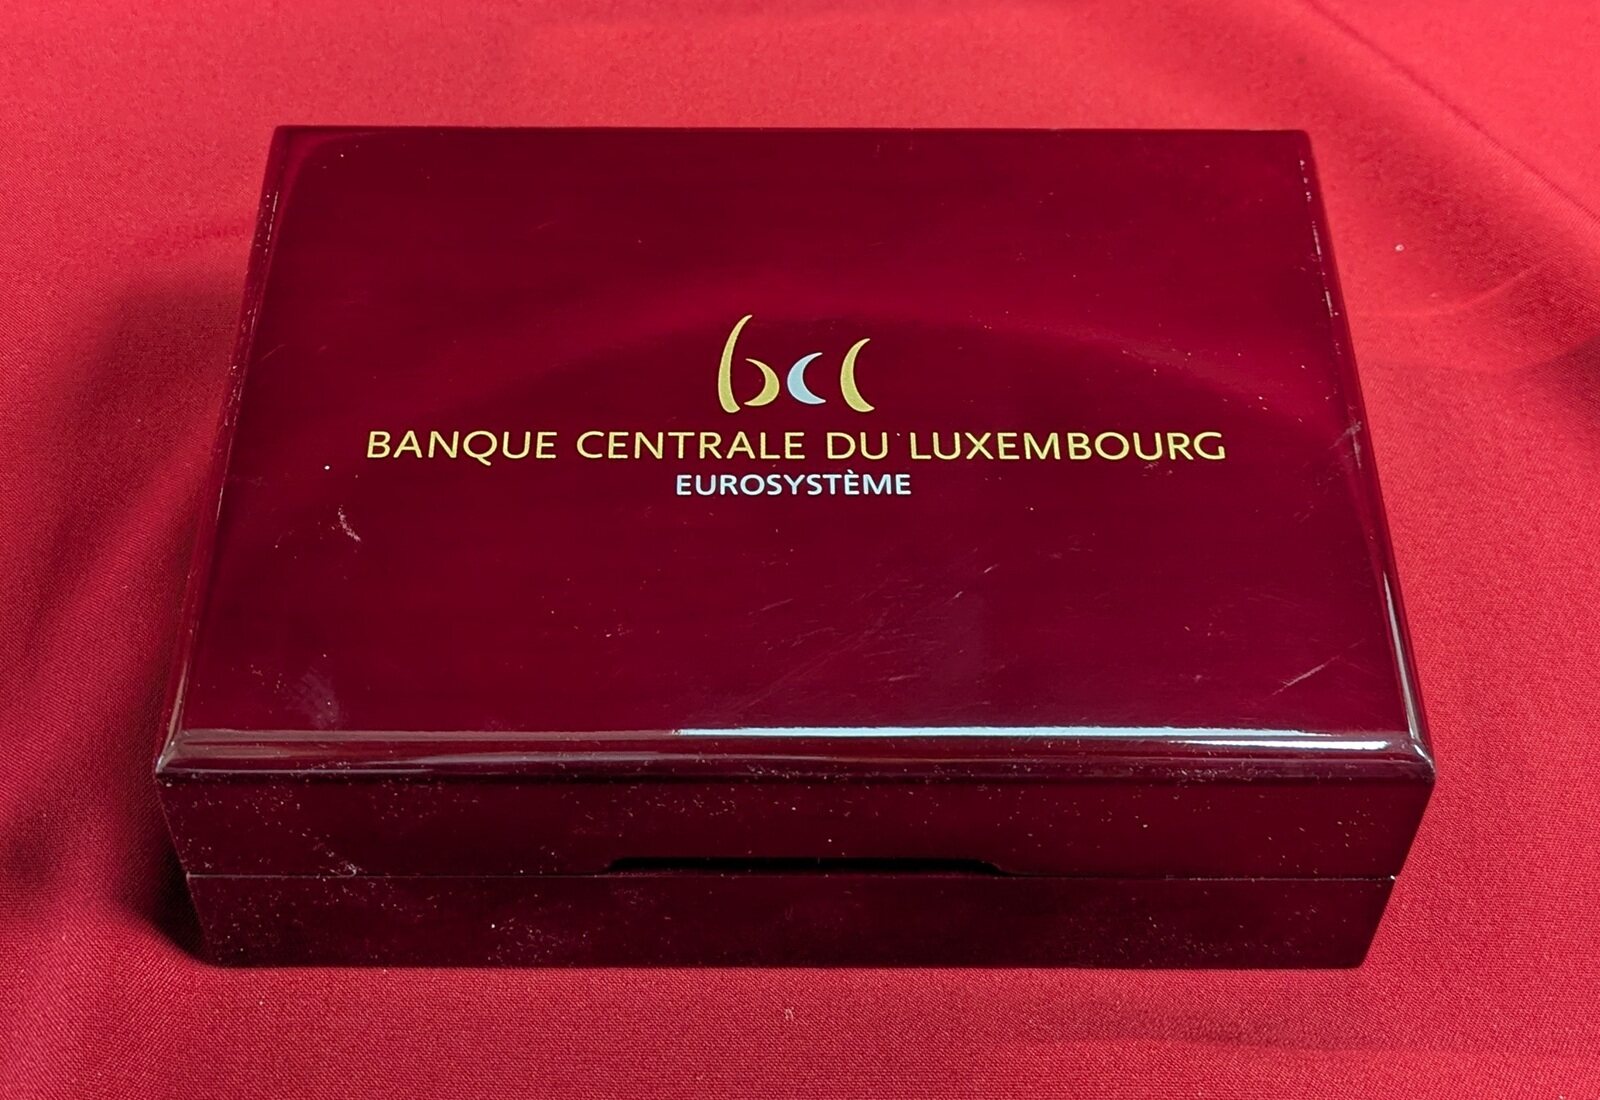 bcl
BANQUE CENTRALE DU LUXEMBOURG
EUROSYSTÈME